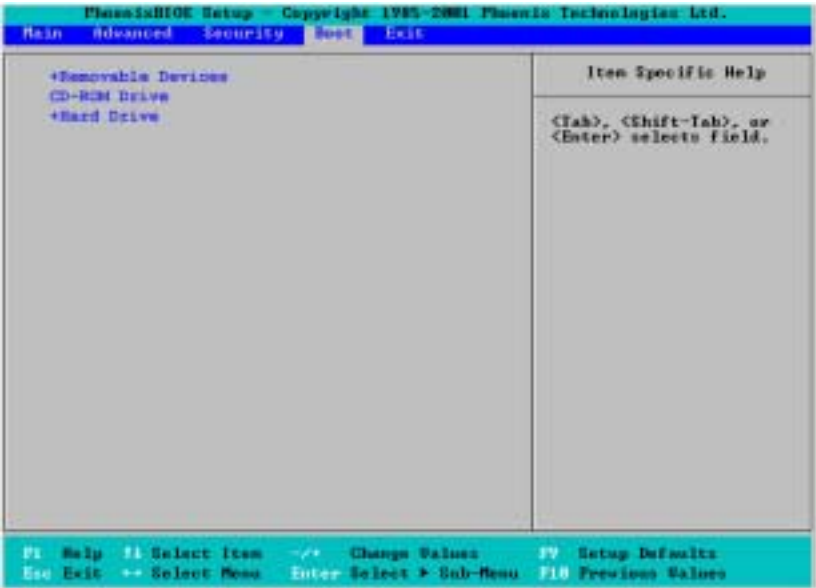 PhoenixBIOS Setup - Copyright 1985-2001 Phoenix Technologies Ltd.
Main Advanced Security Boot Exit
+Removable Devices
CD-ROM Drive
+Hard Drive
Item Specific Help
<Tab>, <Shift-Tab>, or
<Enter> selects field.
F1 Help ↑↓ Select Item -/+ Change Values F9 Setup Defaults
Esc Exit ↔ Select Menu Enter Select ▶ Sub-Menu F10 Previous Values